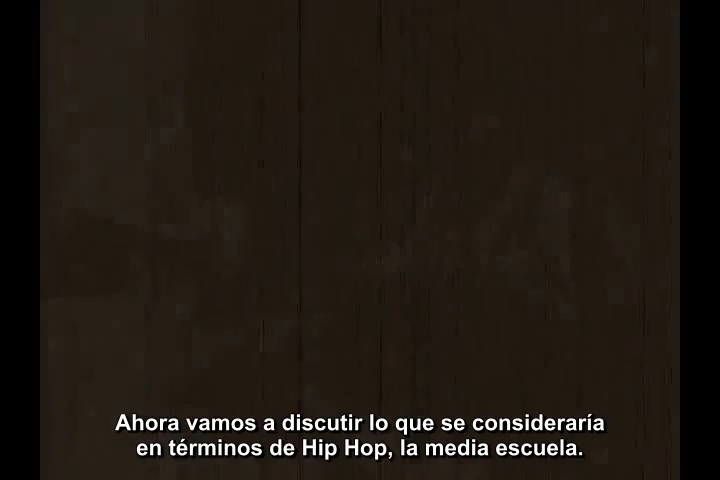 Ahora vamos a discutir lo que se consideraría
en términos de Hip Hop, la media escuela.